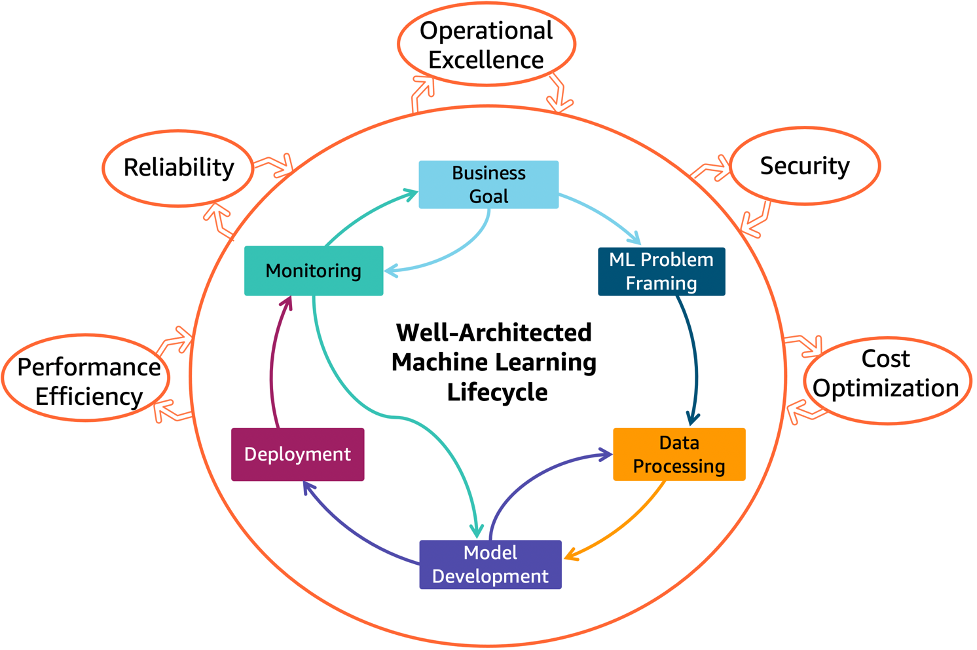 Operational
Excellence
Reliability
Security
Business
Goal
Monitoring
ML Problem
Framing
Well-Architected
Machine Learning
Lifecycle
Performance
Efficiency
Cost
Optimization
Deployment
Data
Processing
Model
Development